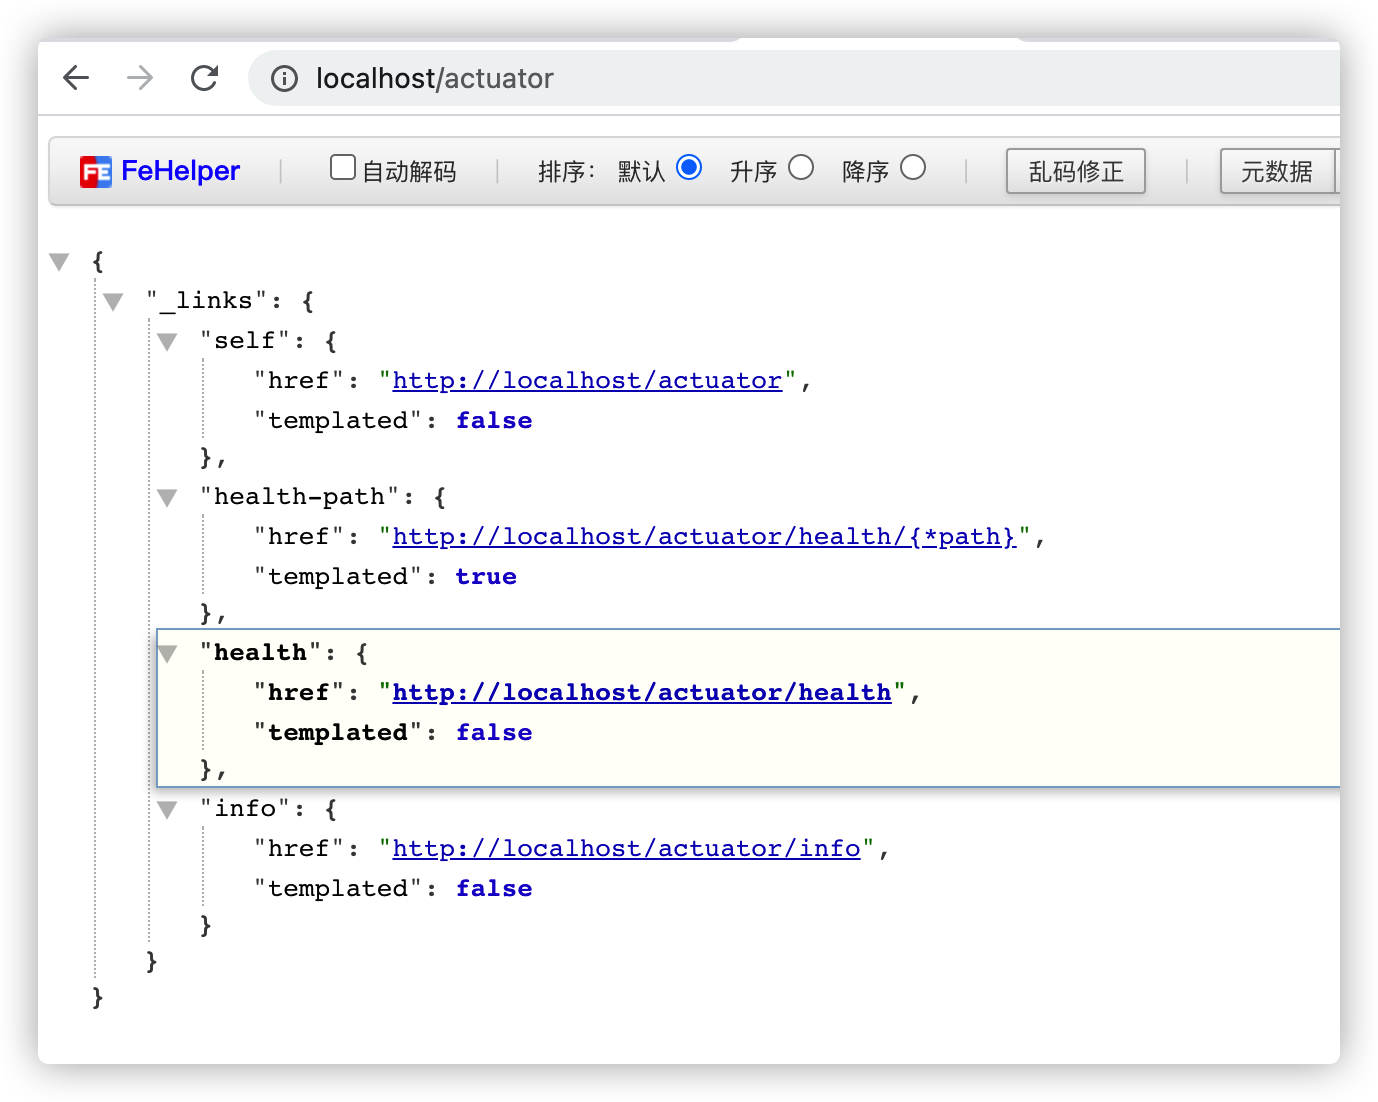 localhost/actuator
FeHelper | 自动解码 | 排序: 默认 升序 降序 | 乱码修正 | 元数据
{
"_links": {
"self": {
"href": "http://localhost/actuator",
"templated": false
},
"health-path": {
"href": "http://localhost/actuator/health/{*path}",
"templated": true
},
"health": {
"href": "http://localhost/actuator/health",
"templated": false
},
"info": {
"href": "http://localhost/actuator/info",
"templated": false
}
}
}